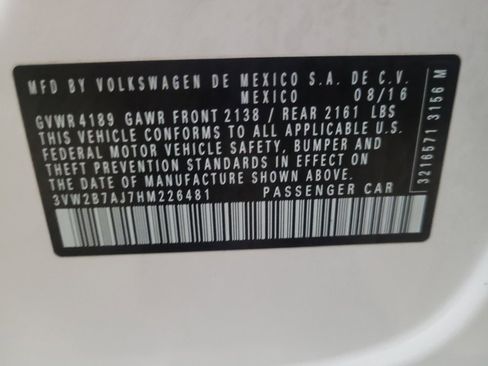 MFD BY VOLKSWAGEN DE MEXICO S.A. DE C.V.
MEXICO 08/16
GVWR 4189 GAWR FRONT 2138 / REAR 2161 LBS
THIS VEHICLE CONFORMS TO ALL APPLICABLE U.S.
FEDERAL MOTOR VEHICLE SAFETY, BUMPER AND
THEFT PREVENTION STANDARDS IN EFFECT ON
THE DATE OF MANUFACTURE SHOWN ABOVE
3VW2B7AJ7HM226481 PASSENGER CAR
3216571 3156 M